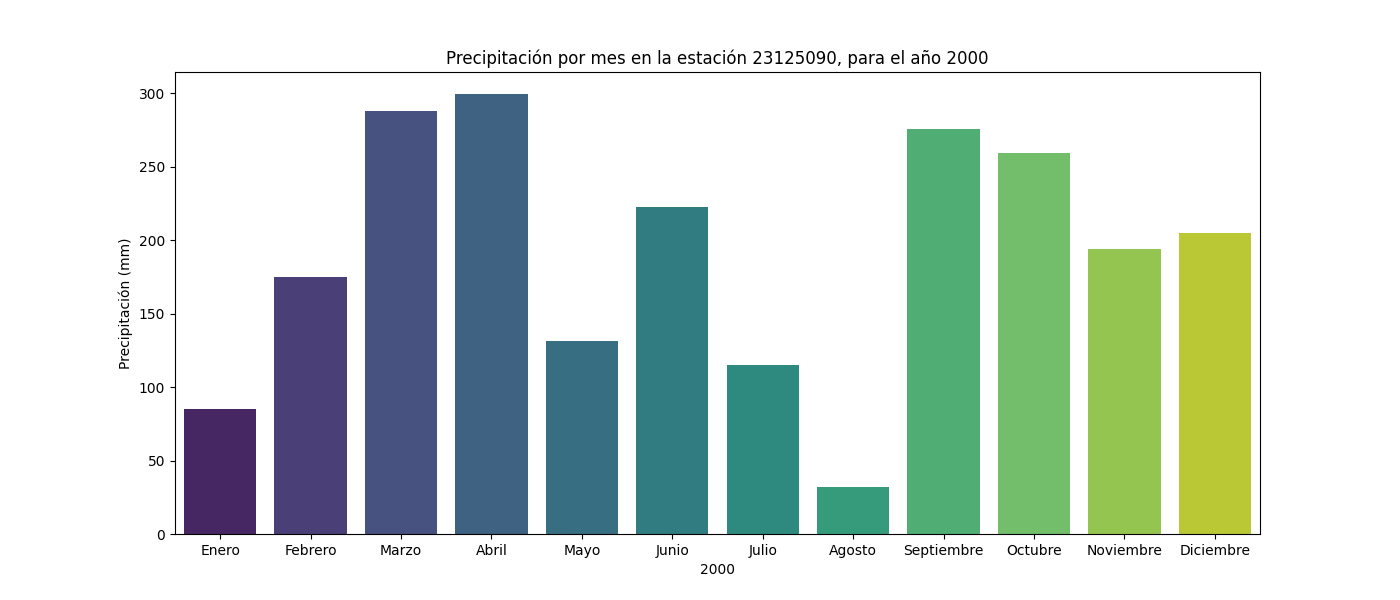 Precipitación por mes en la estación 23125090, para el año 2000
Precipitación (mm)
300
250
200
150
100
50
0
Enero Febrero Marzo Abril Mayo Junio Julio Agosto Septiembre Octubre Noviembre Diciembre
2000